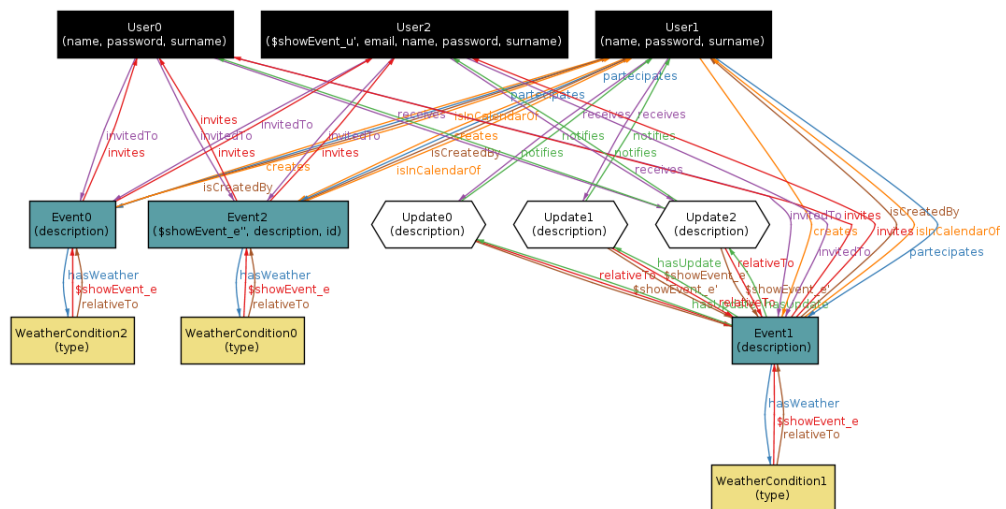 User0
(name, password, surname)
User2
($showEvent_u', email, name, password, surname)
User1
(name, password, surname)
partecipates
partecipates
receives
isInCalendarOf
receives
receives
invites
invitedTo
invitedTo
invitedTo
invitedTo
creates
notifies
notifies
notifies
invites
invites
invites
invites
isCreatedBy
creates
isInCalendarOf
receives
isCreatedBy
Event0
(description)
Event2
($showEvent_e'', description, id)
Update0
(description)
Update1
(description)
Update2
(description)
invitedTo
invites
isCreatedBy
creates
invites
isInCalendarOf
invitedTo
partecipates
hasUpdate
relativeTo
hasWeather
hasWeather
relativeTo
$showEvent_e
$showEvent_e
$showEvent_e
$showEvent_e'
$showEvent_e'
relativeTo
relativeTo
relativeTo
hasUpdate
hasUpdate
WeatherCondition2
(type)
WeatherCondition0
(type)
Event1
(description)
hasWeather
$showEvent_e
relativeTo
WeatherCondition1
(type)